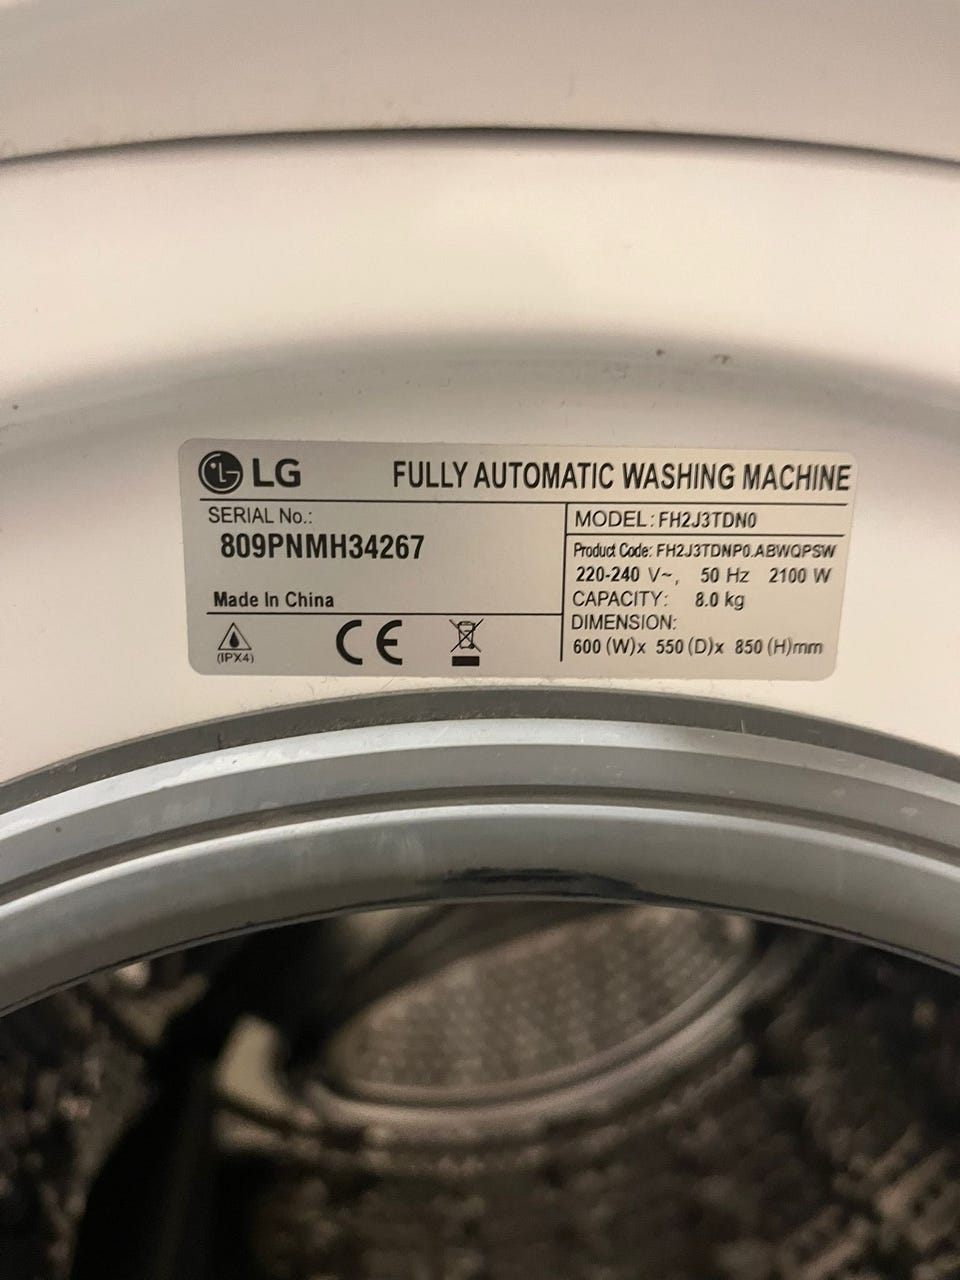 LG FULLY AUTOMATIC WASHING MACHINE
SERIAL No.:
809PNMH34267
Made In China
(IPX4)
CE
MODEL: FH2J3TDN0
Product Code: FH2J3TDNP0.ABWQPSW
220-240 V~, 50 Hz 2100 W
CAPACITY: 8.0 kg
DIMENSION:
600 (W)x 550 (D)x 850 (H)mm